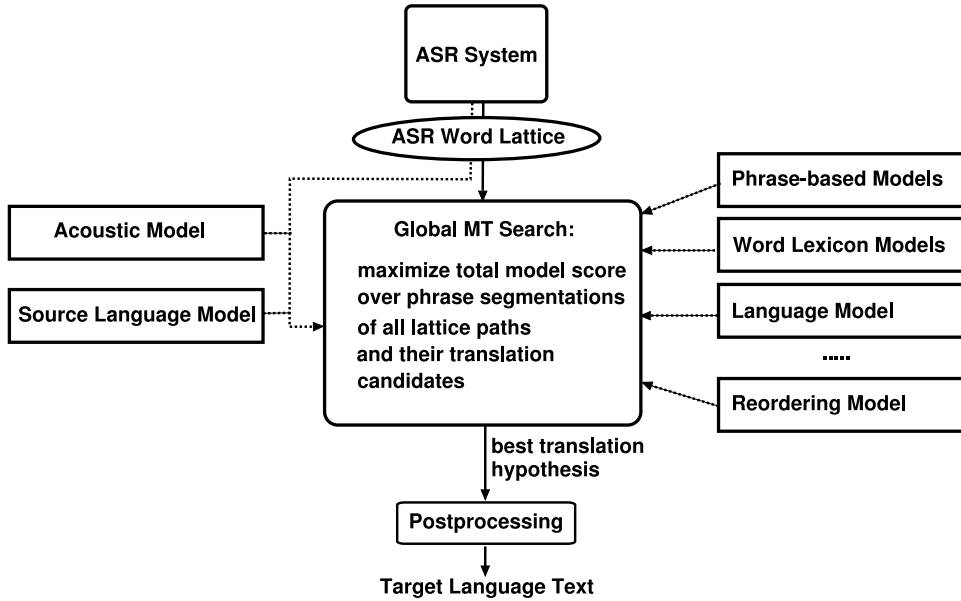 ASR System
ASR Word Lattice
Acoustic Model
Source Language Model
Global MT Search:
maximize total model score
over phrase segmentations
of all lattice paths
and their translation
candidates
Phrase-based Models
Word Lexicon Models
Language Model
.....
Reordering Model
best translation
hypothesis
Postprocessing
Target Language Text